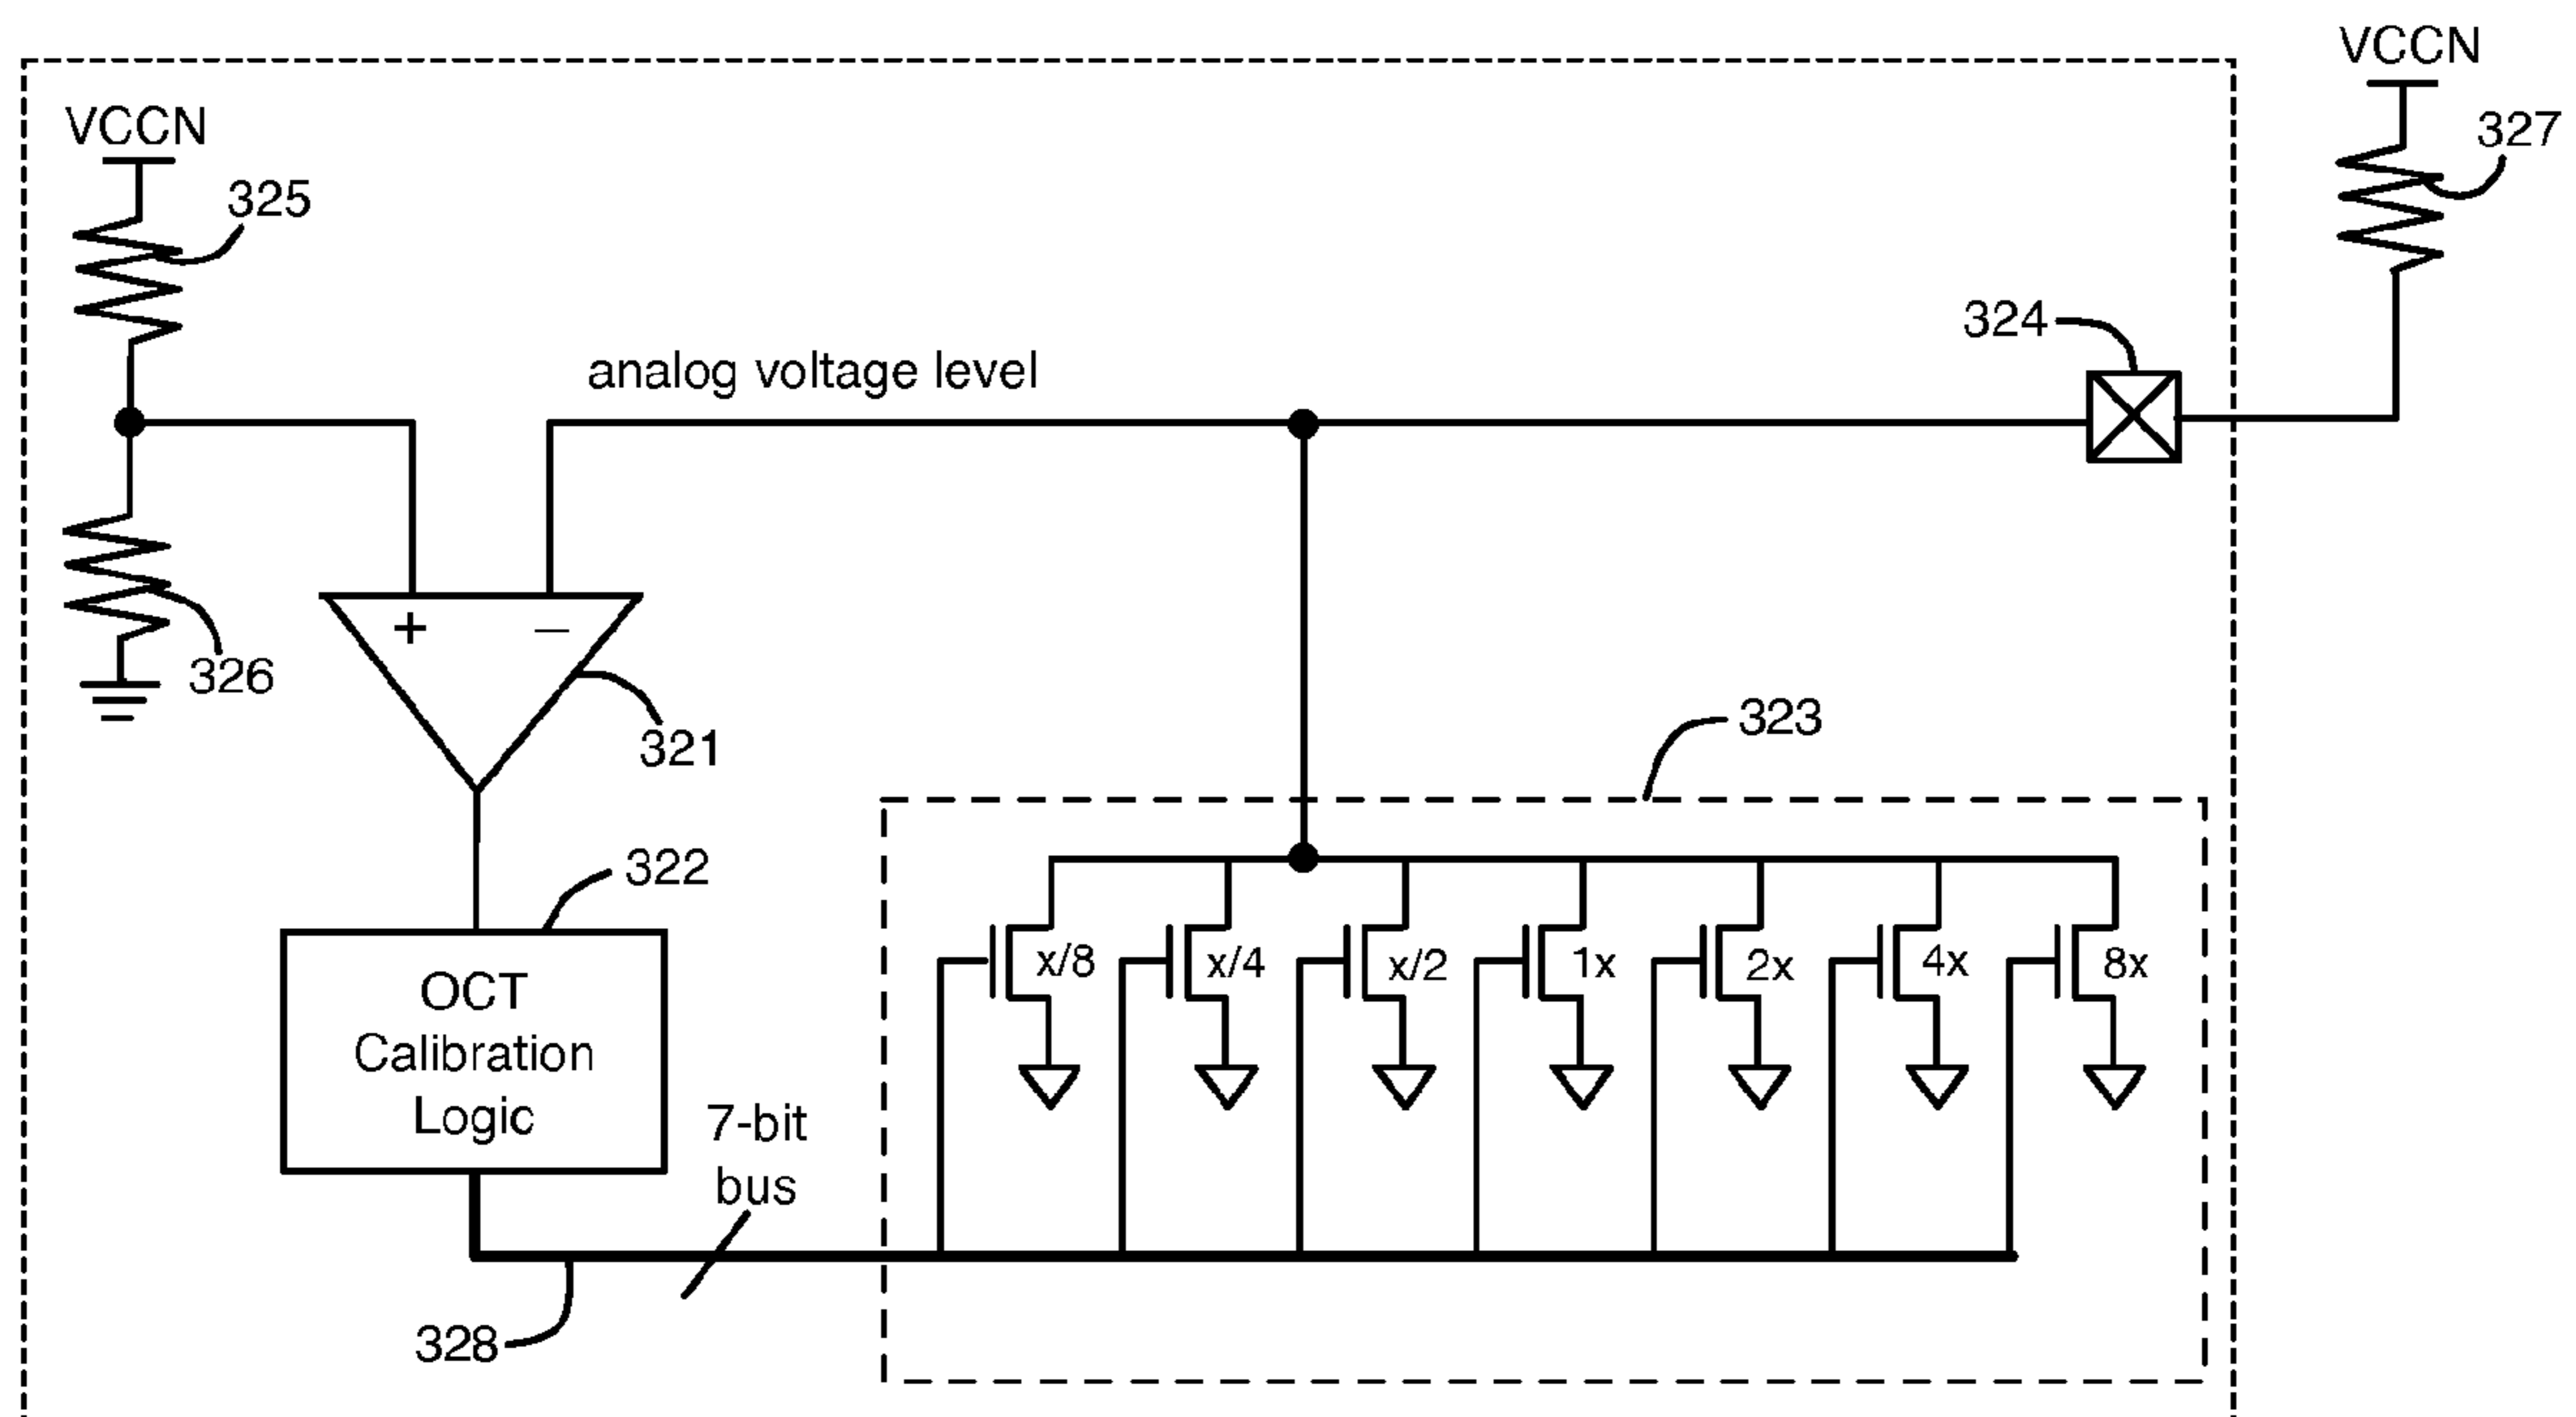 VCCN
VCCN
327
325
324
analog voltage level
+
–
326
321
323
322
x/8
x/4
x/2
1x
2x
4x
8x
OCT
Calibration
Logic
7-bit
bus
328